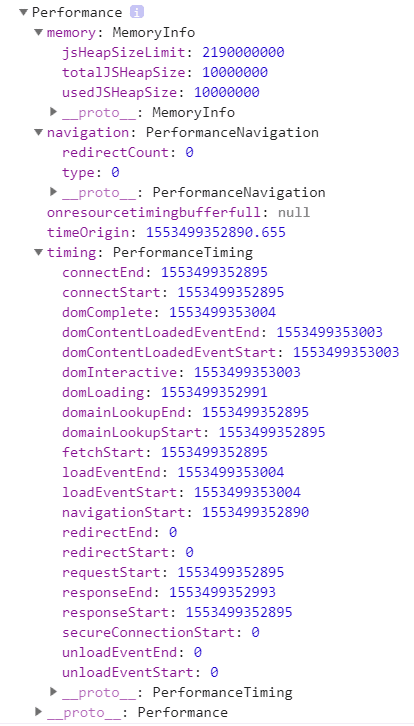 ▼Performance i
▼memory: MemoryInfo
jsHeapSizeLimit: 2190000000
totalJSHeapSize: 10000000
usedJSHeapSize: 10000000
▶__proto__: MemoryInfo
▼navigation: PerformanceNavigation
redirectCount: 0
type: 0
▶__proto__: PerformanceNavigation
onresourcetimingbufferfull: null
timeOrigin: 1553499352890.655
▼timing: PerformanceTiming
connectEnd: 1553499352895
connectStart: 1553499352895
domComplete: 1553499353004
domContentLoadedEventEnd: 1553499353003
domContentLoadedEventStart: 1553499353003
domInteractive: 1553499353003
domLoading: 1553499352991
domainLookupEnd: 1553499352895
domainLookupStart: 1553499352895
fetchStart: 1553499352895
loadEventEnd: 1553499353004
loadEventStart: 1553499353004
navigationStart: 1553499352890
redirectEnd: 0
redirectStart: 0
requestStart: 1553499352895
responseEnd: 1553499352993
responseStart: 1553499352895
secureConnectionStart: 0
unloadEventEnd: 0
unloadEventStart: 0
▶__proto__: PerformanceTiming
▶__proto__: Performance